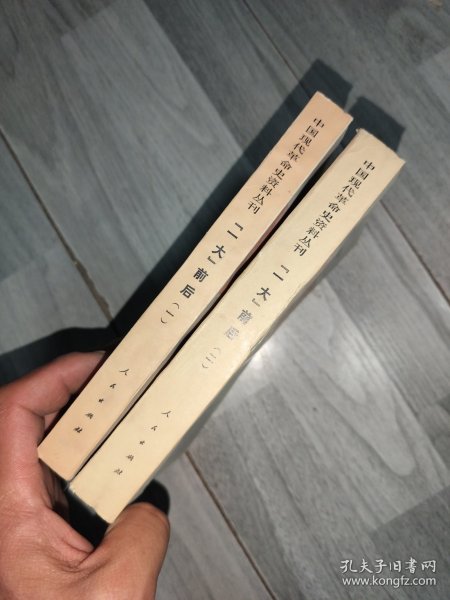 中国现代革命史资料丛刊
『一大』前后(一)
人民出版社
中国现代革命史资料丛刊
『一大』前后(二)
人民出版社
孔夫子旧书网
www.kongfz.com